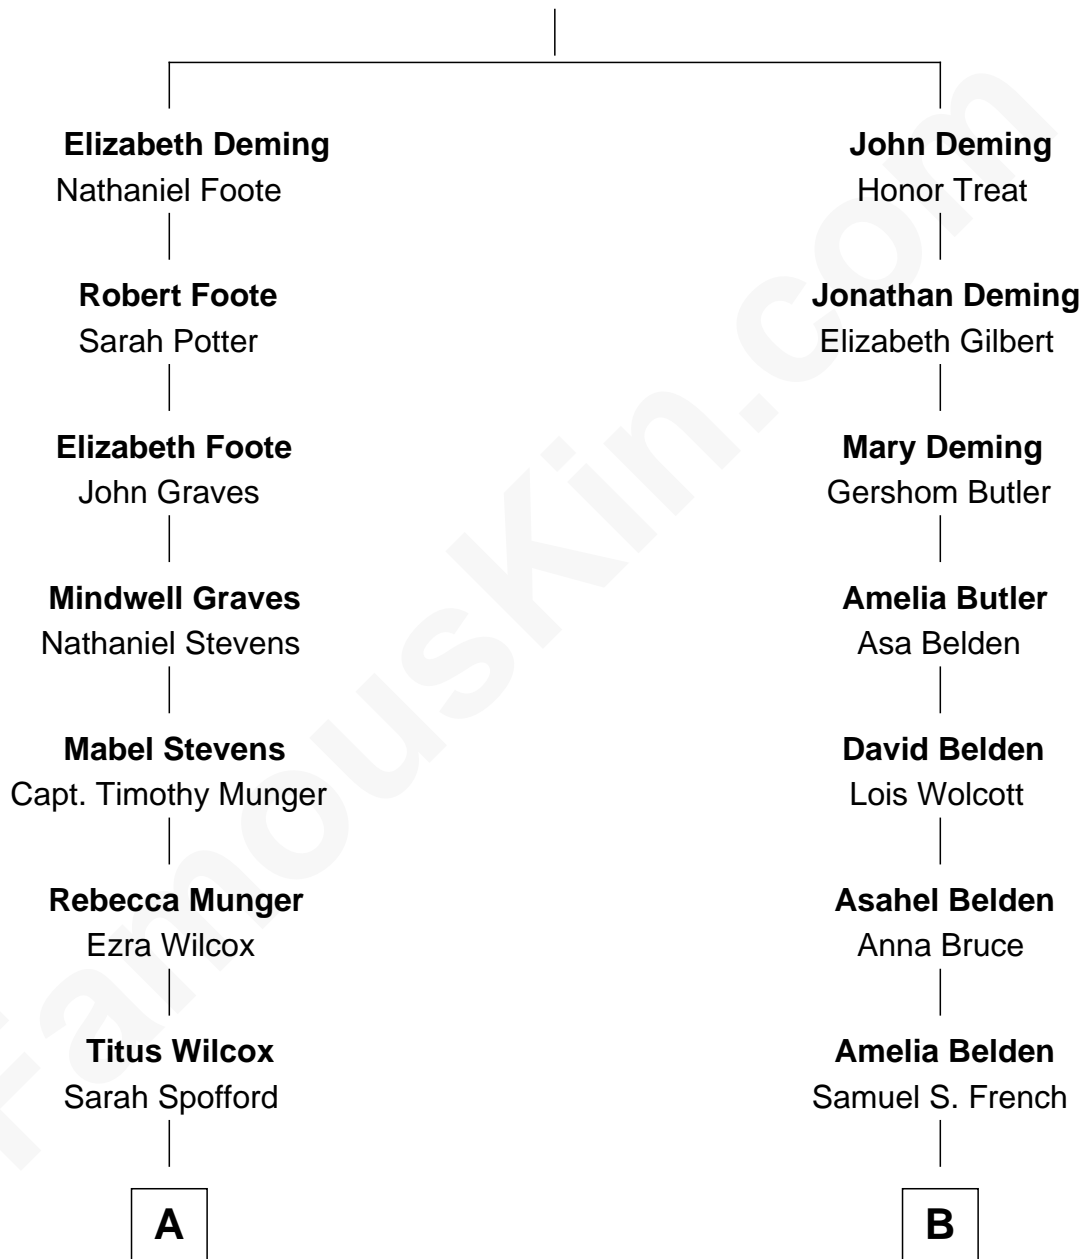 Elizabeth Deming
Nathaniel Foote
Robert Foote
Sarah Potter
Elizabeth Foote
John Graves
Mindwell Graves
Nathaniel Stevens
Mabel Stevens
Capt. Timothy Munger
Rebecca Munger
Ezra Wilcox
Titus Wilcox
Sarah Spofford
A
John Deming
Honor Treat
Jonathan Deming
Elizabeth Gilbert
Mary Deming
Gershom Butler
Amelia Butler
Asa Belden
David Belden
Lois Wolcott
Asahel Belden
Anna Bruce
Amelia Belden
Samuel S. French
B
FamousKin.com